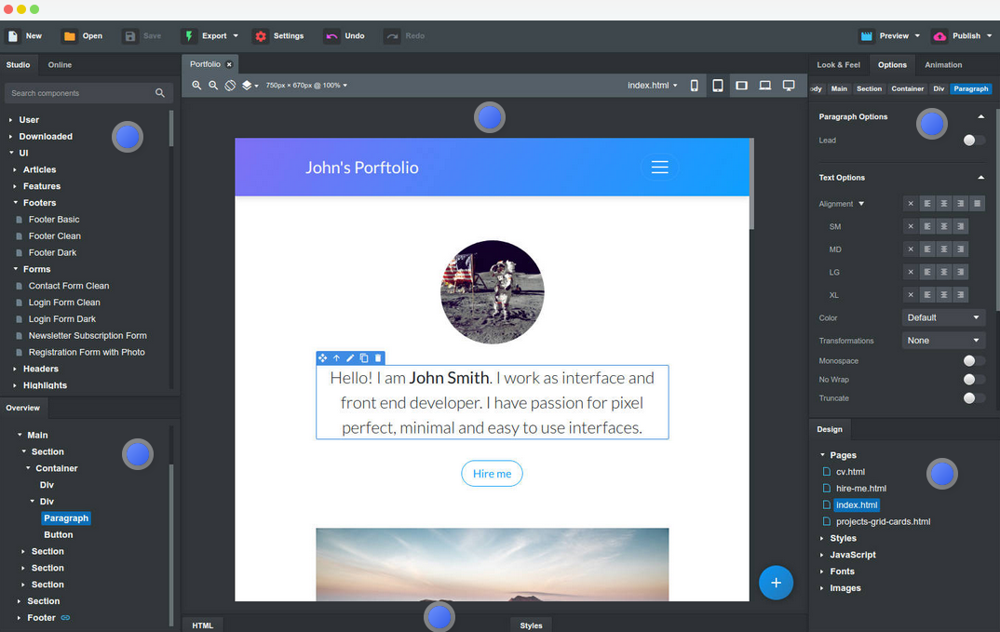 New Open Save Export Settings Undo Redo Preview Publish
Studio Online
Search components
User
Downloaded
UI
Articles
Features
Footers
Footer Basic
Footer Clean
Footer Dark
Forms
Contact Form Clean
Login Form Clean
Login Form Dark
Newsletter Subscription Form
Registration Form with Photo
Headers
Highlights
Overview
Main
Section
Container
Div
Div
Paragraph
Button
Section
Section
Section
Section
Footer
Portfolio
750px × 670px @ 100% index.html
John's Porftolio
Hello! I am John Smith. I work as interface and
front end developer. I have passion for pixel
perfect, minimal and easy to use interfaces.
Hire me
HTML Styles
Look & Feel Options Animation
ody Main Section Container Div Paragraph
Paragraph Options
Lead
Text Options
Alignment
SM
MD
LG
XL
Color Default
Transformations None
Monospace
No Wrap
Truncate
Design
Pages
cv.html
hire-me.html
index.html
projects-grid-cards.html
Styles
JavaScript
Fonts
Images